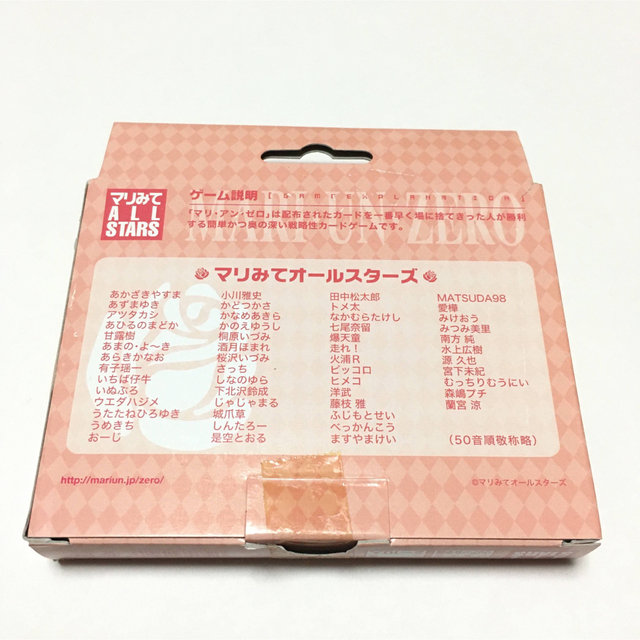 マリみて
ALL
STARS
ゲーム説明 [GAME EXPLANATION]
MARI UN ZERO
「マリ・アン・ゼロ」は配布されたカードを一番早く場に捨てきった人が勝利
する簡単かつ奥の深い戦略性カードゲームです。
マリみてオールスターズ
あかざきやすま
あずまゆき
アツタカシ
あひるのまどか
甘露樹
あまの・よ～き
あらきかなお
有子瑶一
いちば仔牛
いぬぶろ
ウエダハジメ
うたたねひろゆき
うめきち
おーじ
小川雅史
かどつかさ
かなめあきら
かのえゆうし
桐原いづみ
酒月ほまれ
桜沢いづみ
さっち
しなのゆら
下北沢鈴成
じゃじゃまる
城爪草
しんたろー
是空とおる
田中松太郎
トメ太
なかむらたけし
七尾奈留
爆天童
走れ！
火浦Ｒ
ピッコロ
ヒメコ
洋武
藤枝 雅
ふじもとせい
べっかんこう
ますやまけい
MATSUDA98
愛樺
みけおう
みつみ美里
南方 純
水上広樹
源 久也
宮下未紀
むっちりむうにい
森嶋プチ
蘭宮 涼
（50音順敬称略）
http://mariun.jp/zero/
©マリみてオールスターズ